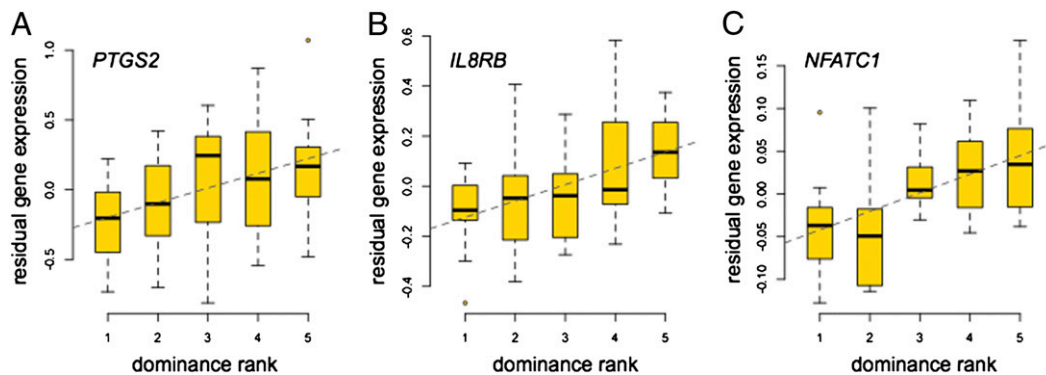 A
PTGS2
residual gene expression
1.0
0.5
0.0
-0.5
1 2 3 4 5
dominance rank
B
IL8RB
residual gene expression
0.6
0.4
0.2
0.0
-0.2
-0.4
1 2 3 4 5
dominance rank
C
NFATC1
residual gene expression
0.15
0.10
0.05
0.00
-0.05
-0.10
1 2 3 4 5
dominance rank